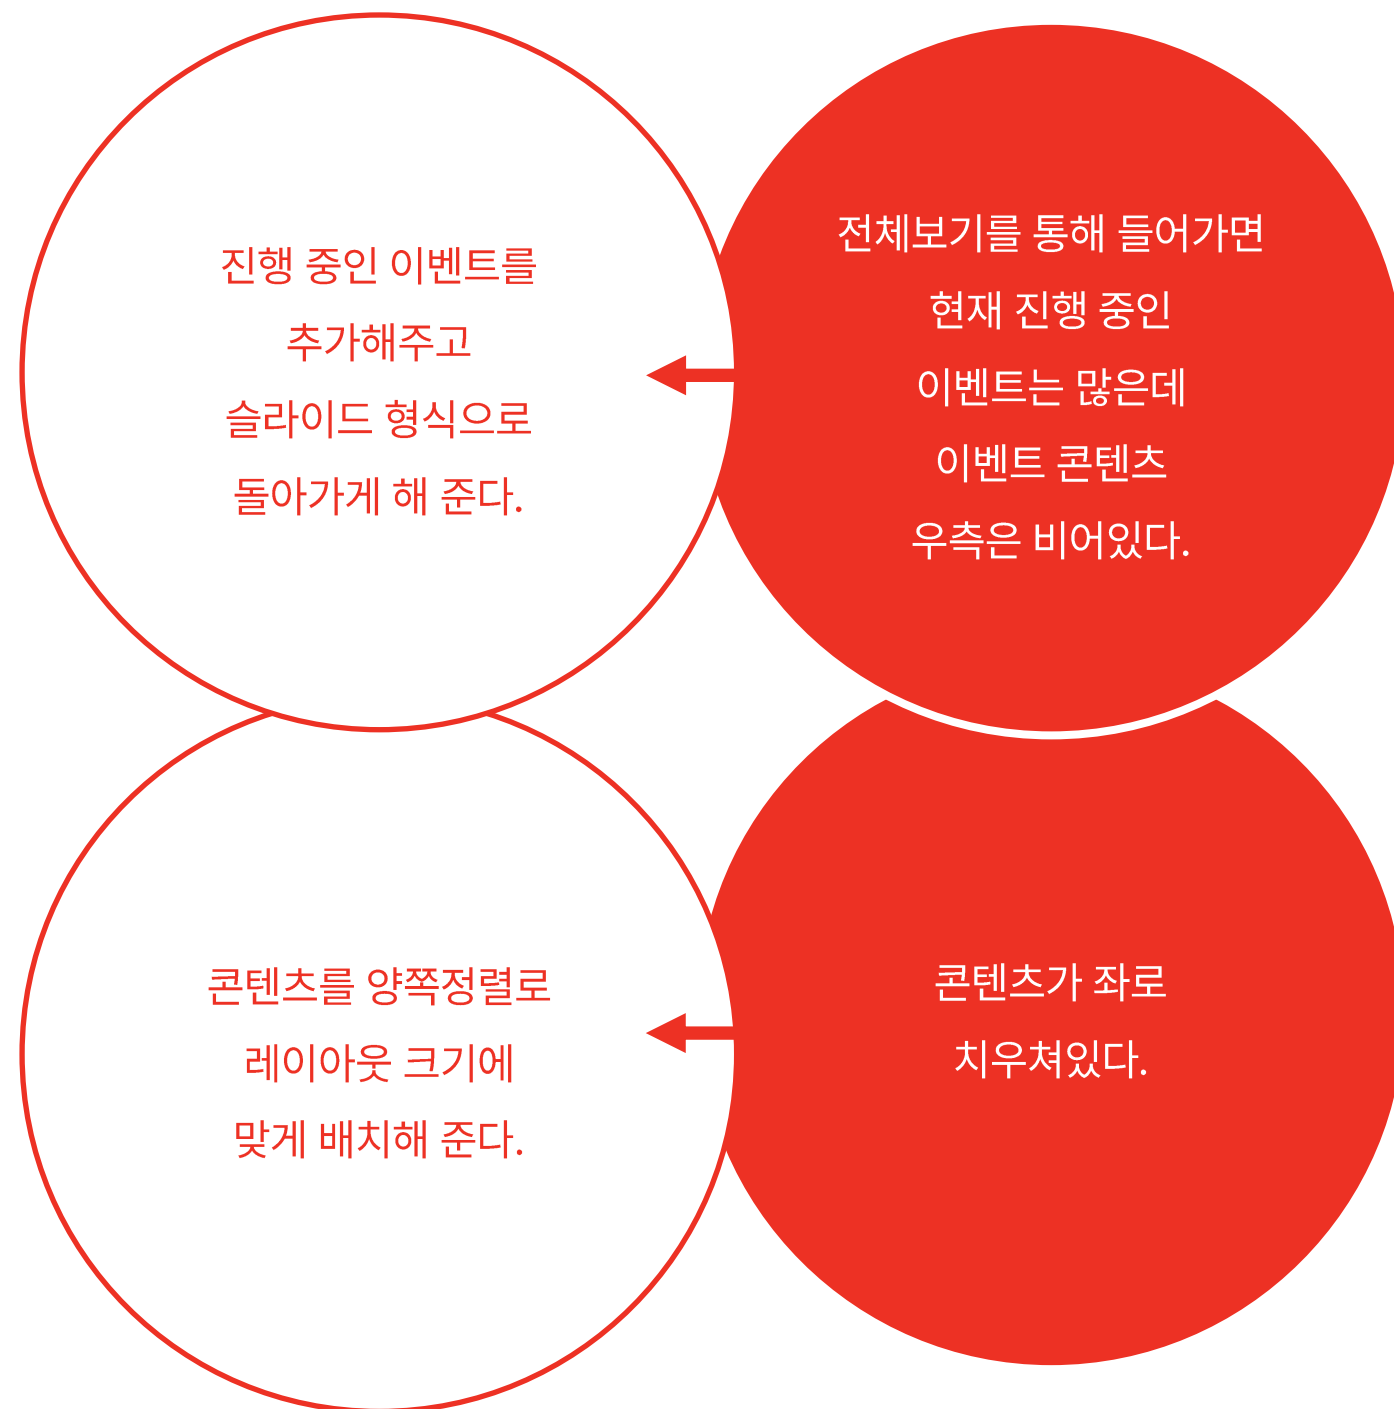 진행 중인 이벤트를
추가해주고
슬라이드 형식으로
돌아가게 해 준다.
전체보기를 통해 들어가면
현재 진행 중인
이벤트는 많은데
이벤트 콘텐츠
우측은 비어있다.
콘텐츠를 양쪽정렬로
레이아웃 크기에
맞게 배치해 준다.
콘텐츠가 좌로
치우쳐있다.